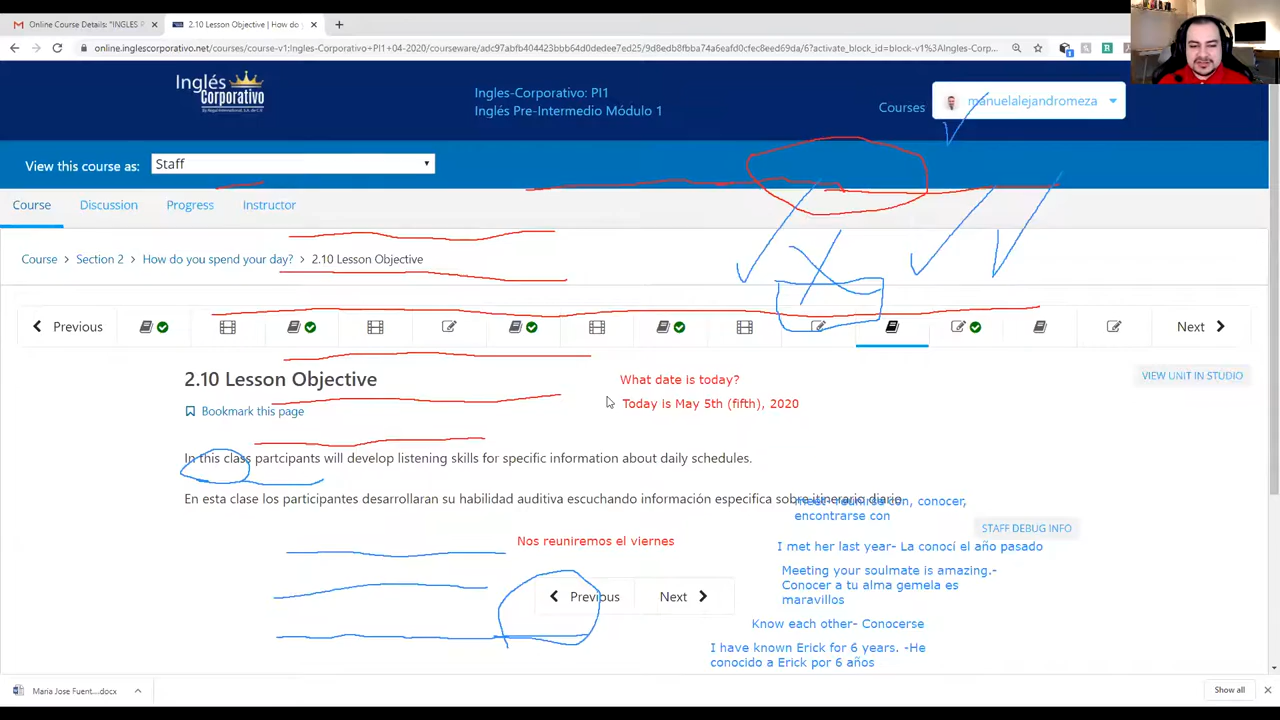 Online Course Details: "INGLES P
2.10 Lesson Objective | How do y
online.inglescorporativo.net/courses/course-v1:Ingles-Corporativo+PI1+04-2020/courseware/adc97abfb404423bbb64d0dedee7ed25/9d8edb8fbba74a6eafd0cfec8eed69da/6?activate_block_id=block-v1%3AIngles-Corp...
Inglés
Corporativo
Ingles-Corporativo: PI1
Inglés Pre-Intermedio Módulo 1
Courses
manuelalejandromeza
View this course as:
Staff
Course
Discussion
Progress
Instructor
Course > Section 2 > How do you spend your day? > 2.10 Lesson Objective
Previous
Next
2.10 Lesson Objective
VIEW UNIT IN STUDIO
What date is today?
Today is May 5th (fifth), 2020
Bookmark this page
In this class partcipants will develop listening skills for specific information about daily schedules.
En esta clase los participantes desarrollaran su habilidad auditiva escuchando información especifica sobre itinerario diario.
meet- reunirse con, conocer,
encontrarse con
STAFF DEBUG INFO
Nos reuniremos el viernes
I met her last year- La conocí el año pasado
Meeting your soulmate is amazing.-
Conocer a tu alma gemela es
maravillos
Previous
Next
Know each other- Conocerse
I have known Erick for 6 years. -He
conocido a Erick por 6 años
Maria Jose Fuent....docx
Show all